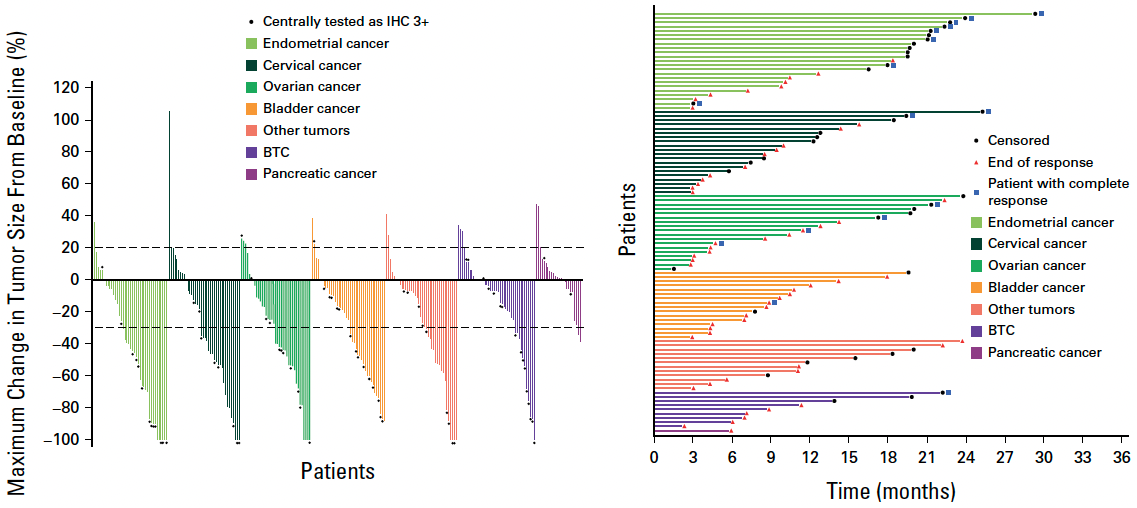 Maximum Change in Tumor Size From Baseline (%)
Centrally tested as IHC 3+
Endometrial cancer
Cervical cancer
Ovarian cancer
Bladder cancer
Other tumors
BTC
Pancreatic cancer
120
100
80
60
40
20
0
−20
−40
−60
−80
−100
Patients
Patients
Censored
End of response
Patient with complete
response
Endometrial cancer
Cervical cancer
Ovarian cancer
Bladder cancer
Other tumors
BTC
Pancreatic cancer
0 3 6 9 12 15 18 21 24 27 30 33 36
Time (months)